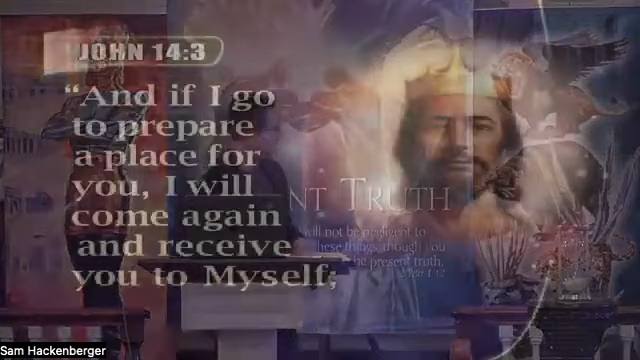 JOHN 14:3
“And if I go
to prepare
a place for
you, I will
come again
and receive
you to Myself;
NT TRUTH
will not be negligent to
these things, though you
he present truth.
Sam Hackenberger